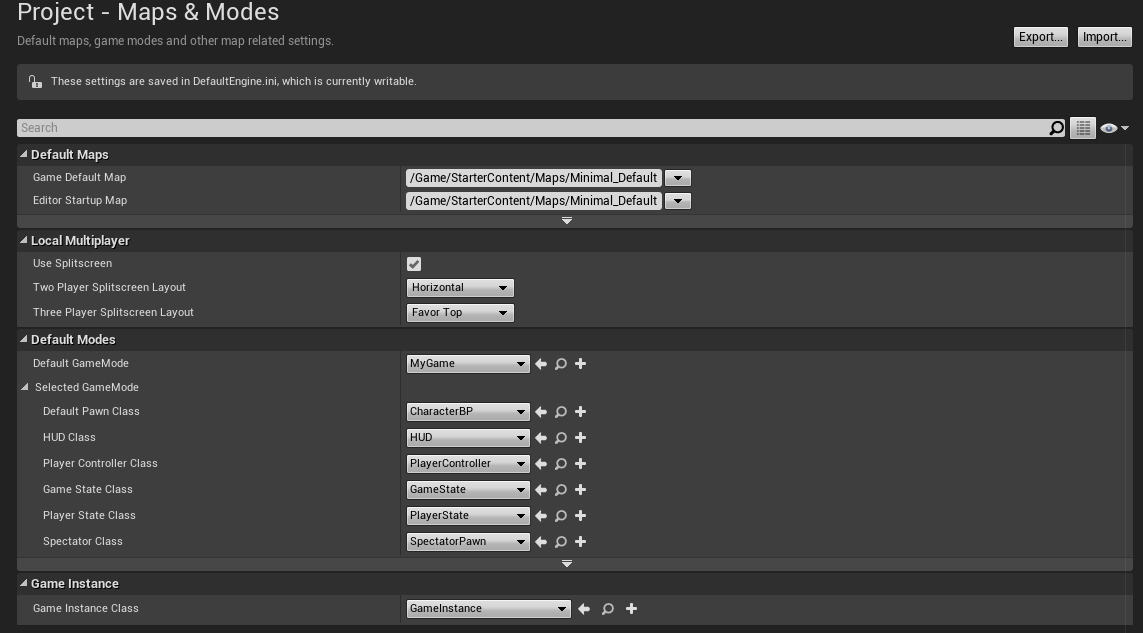 Project - Maps & Modes
Default maps, game modes and other map related settings.
Export...
Import...
These settings are saved in DefaultEngine.ini, which is currently writable.
Search
Default Maps
Game Default Map /Game/StarterContent/Maps/Minimal_Default
Editor Startup Map /Game/StarterContent/Maps/Minimal_Default
Local Multiplayer
Use Splitscreen
Two Player Splitscreen Layout Horizontal
Three Player Splitscreen Layout Favor Top
Default Modes
Default GameMode MyGame
Selected GameMode
Default Pawn Class CharacterBP
HUD Class HUD
Player Controller Class PlayerController
Game State Class GameState
Player State Class PlayerState
Spectator Class SpectatorPawn
Game Instance
Game Instance Class GameInstance